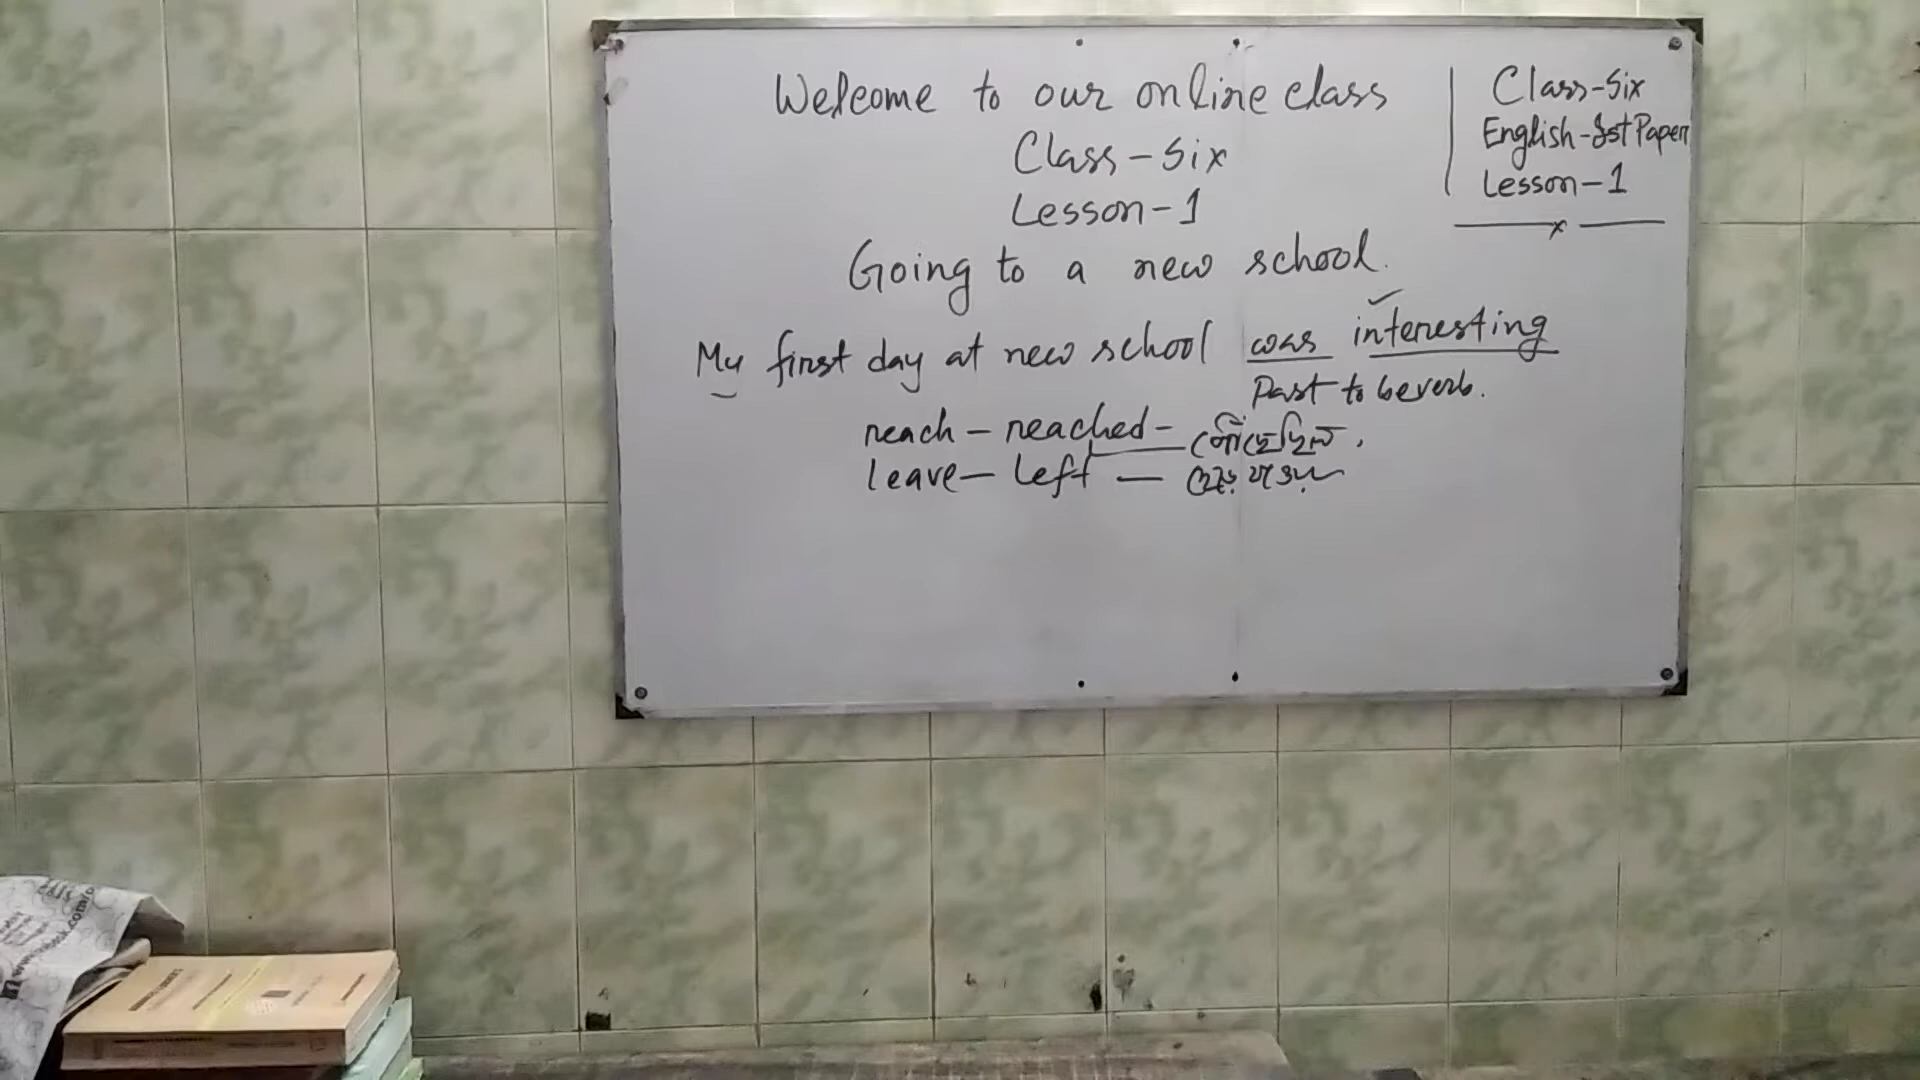 Welcome to our online class
Class-Six
Lesson-1
Going to a new school.
My first day at new school was interesting
Past to be verb.
reach - reached - পৌঁছেছিল
leave - left -
Class-Six
English-1st Paper
Lesson-1